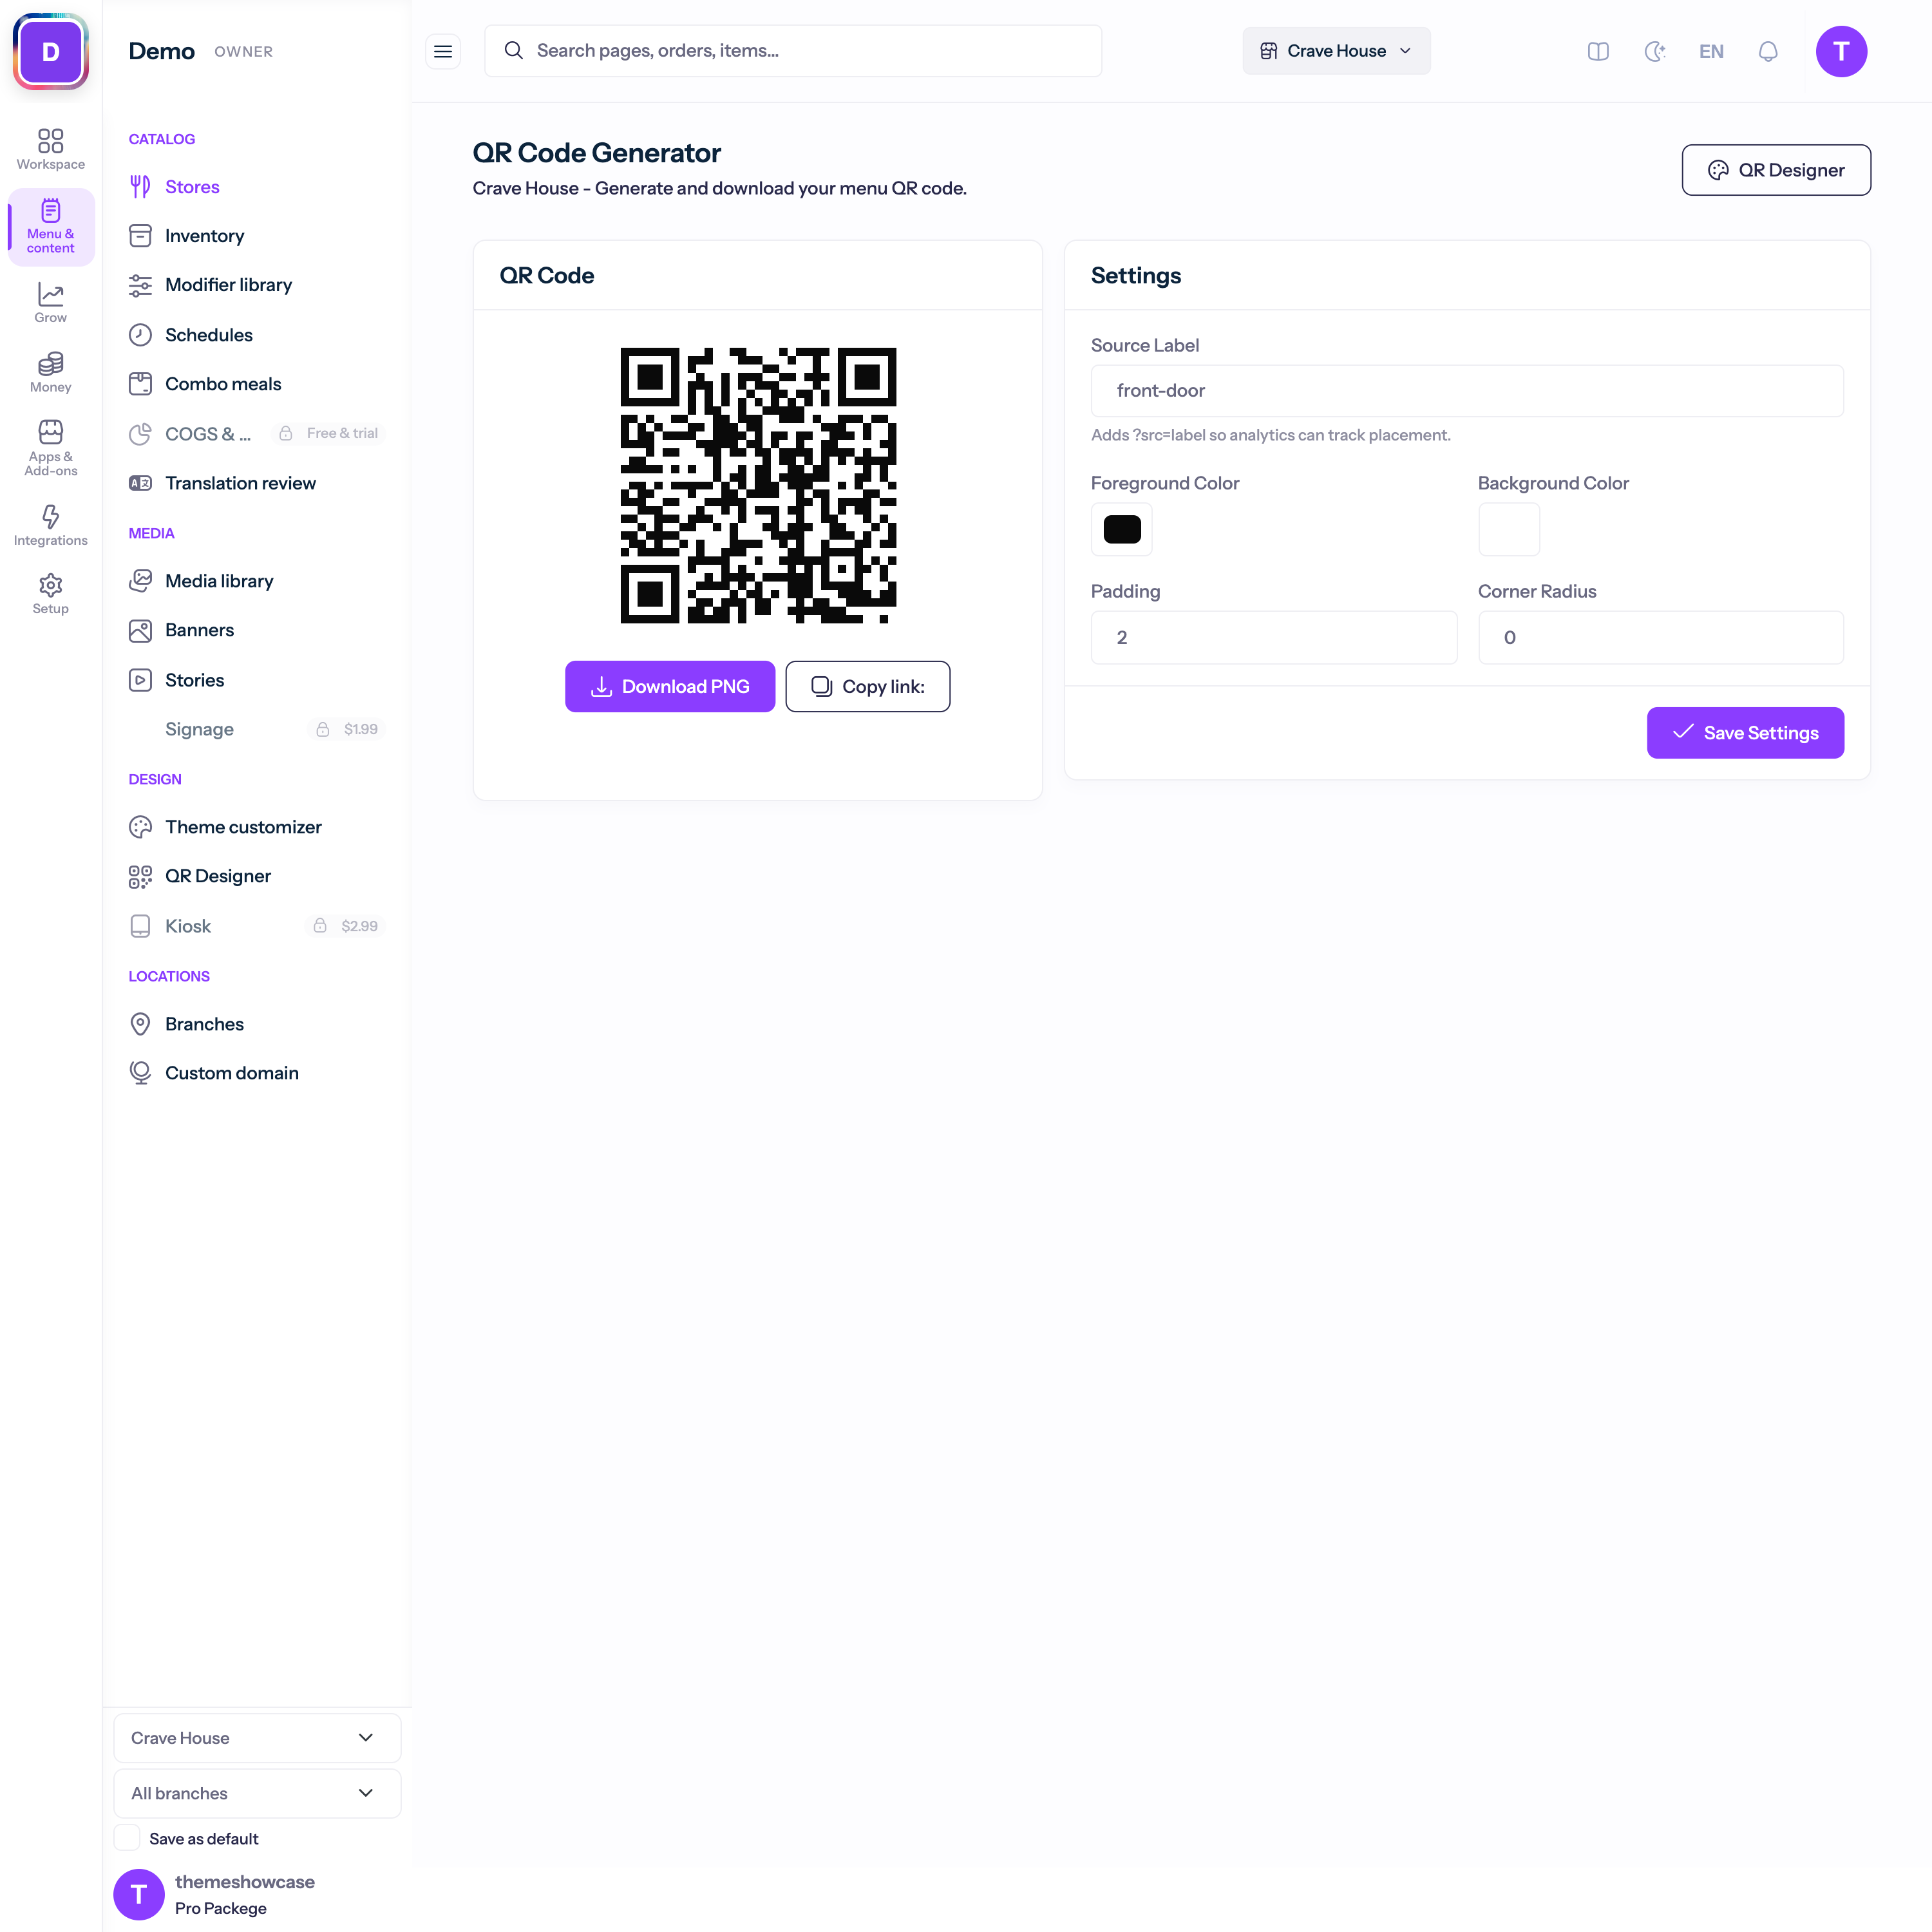 D
Demo OWNER
Search pages, orders, items...
Crave House
EN
T
Workspace
Menu &
content
Grow
Money
Apps &
Add-ons
Integrations
Setup
CATALOG
Stores
Inventory
Modifier library
Schedules
Combo meals
COGS & ... Free & trial
Translation review
MEDIA
Media library
Banners
Stories
Signage $1.99
DESIGN
Theme customizer
QR Designer
Kiosk $2.99
LOCATIONS
Branches
Custom domain
Crave House
All branches
Save as default
T
themeshowcase
Pro Packege
QR Code Generator
Crave House - Generate and download your menu QR code.
QR Designer
QR Code
Download PNG
Copy link:
Settings
Source Label
front-door
Adds ?src=label so analytics can track placement.
Foreground Color
Background Color
Padding
2
Corner Radius
0
Save Settings